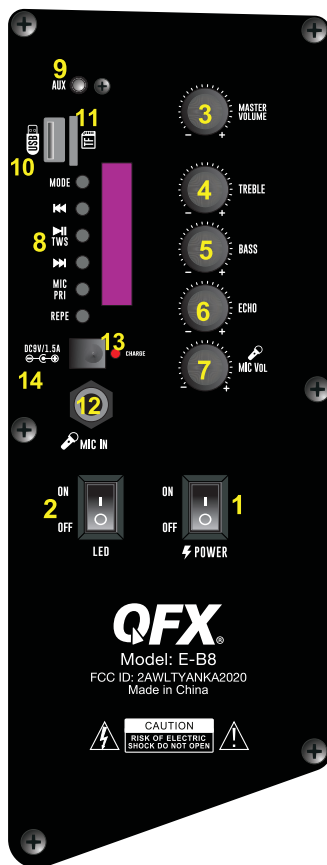 9
AUX
11
USB
TF
10
MODE
8
TWS
MIC
PRI
REPE
3
MASTER
VOLUME
- +
4
TREBLE
- +
5
BASS
- +
6
ECHO
- +
7
MIC VOL
- +
DC9V/1.5A
13
CHARGE
14
12
MIC IN
2
ON
OFF
LED
1
ON
OFF
POWER
QFX®
Model: E-B8
FCC ID: 2AWLTYANKA2020
Made in China
CAUTION
RISK OF ELECTRIC
SHOCK DO NOT OPEN